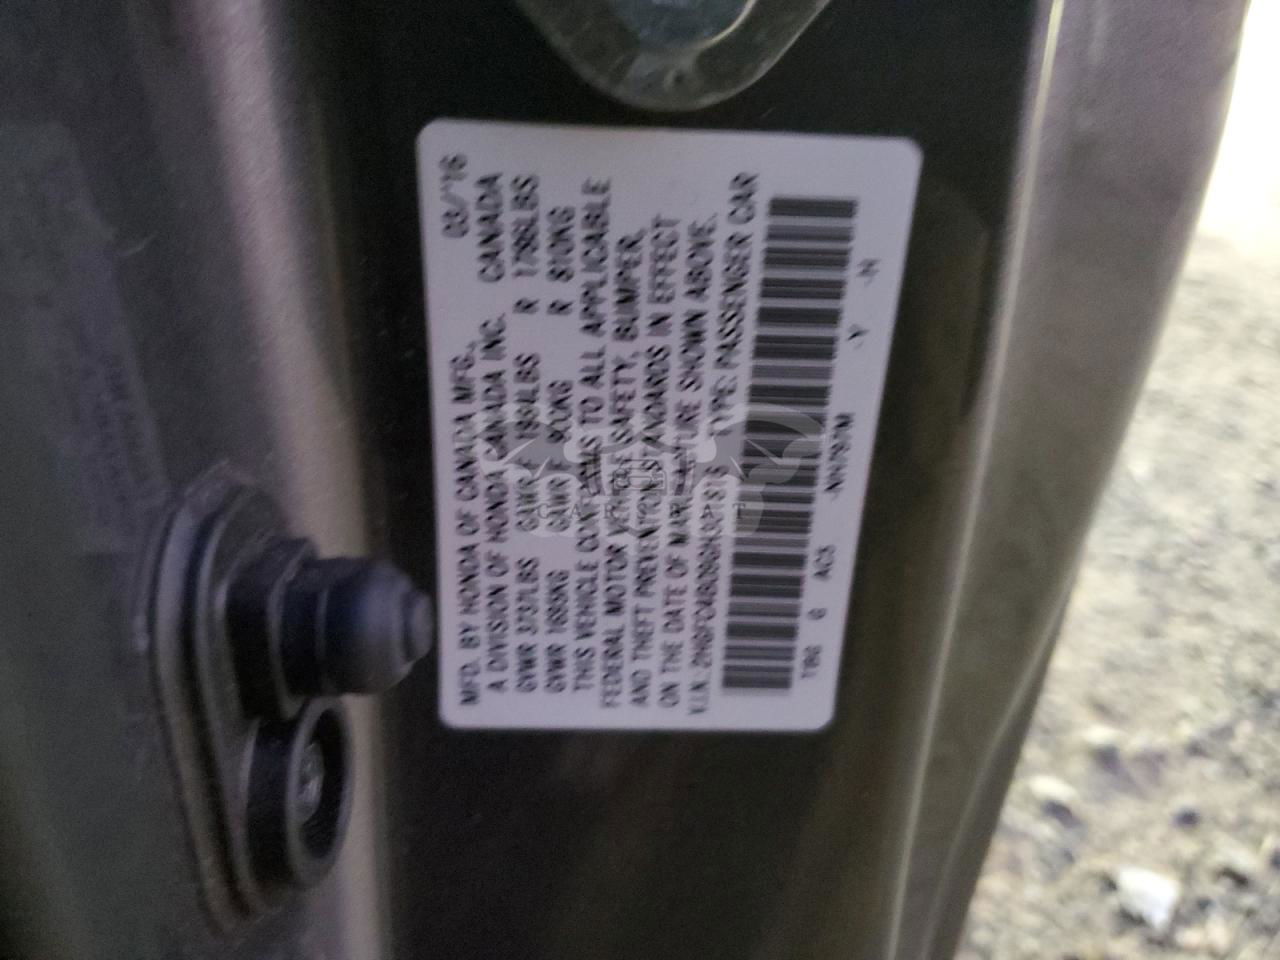 MFD. BY HONDA OF CANADA MFG., 03/'16
A DIVISION OF HONDA CANADA INC. CANADA
GVWR 3737LBS GAWR F 1984LBS R 1786LBS
GVWR 1695KG GAWR F 900KG R 810KG
THIS VEHICLE CONFORMS TO ALL APPLICABLE
FEDERAL MOTOR VEHICLE SAFETY, BUMPER,
AND THEFT PREVENTION STANDARDS IN EFFECT
ON THE DATE OF MANUFACTURE SHOWN ABOVE.
V.I.N. TYPE: PASSENGER CAR
G AC3 -Y -H
CARSBAT